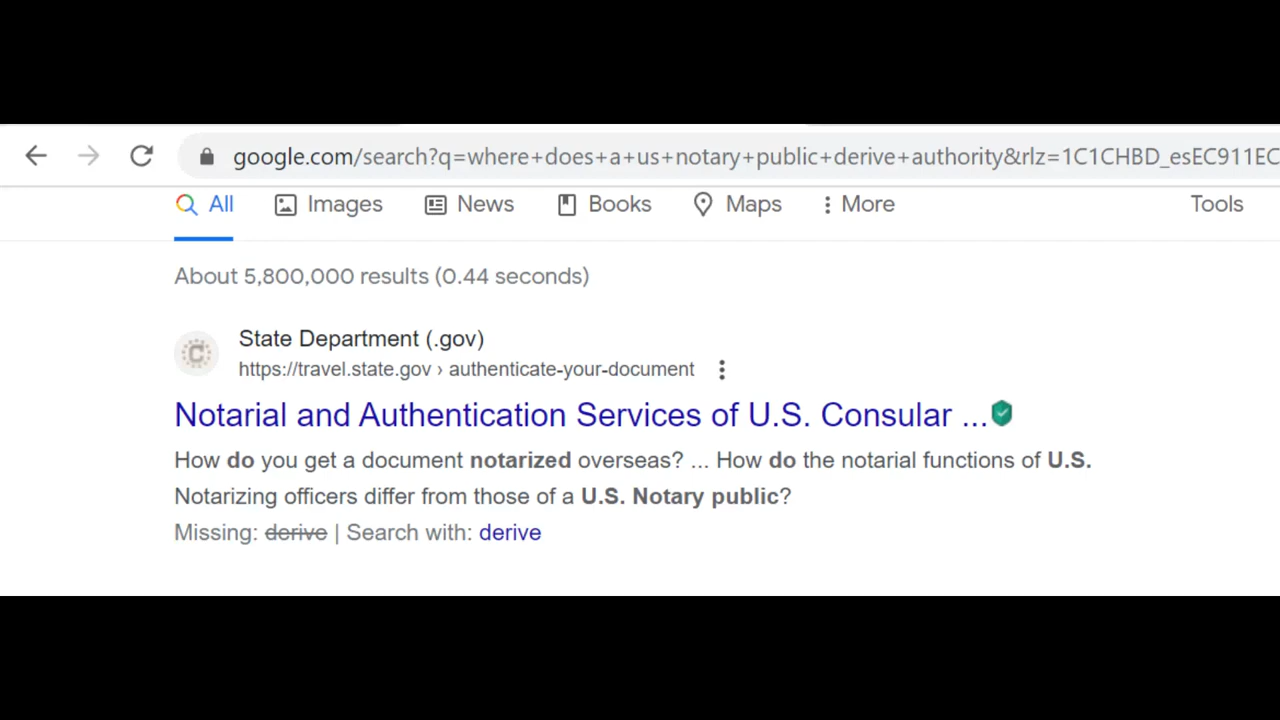 google.com/search?q=where+does+a+us+notary+public+derive+authority&rlz=1C1CHBD_esEC911EC
All Images News Books Maps More Tools
About 5,800,000 results (0.44 seconds)
State Department (.gov)
https://travel.state.gov › authenticate-your-document
Notarial and Authentication Services of U.S. Consular ...
How do you get a document notarized overseas? ... How do the notarial functions of U.S.
Notarizing officers differ from those of a U.S. Notary public?
Missing: derive | Search with: derive